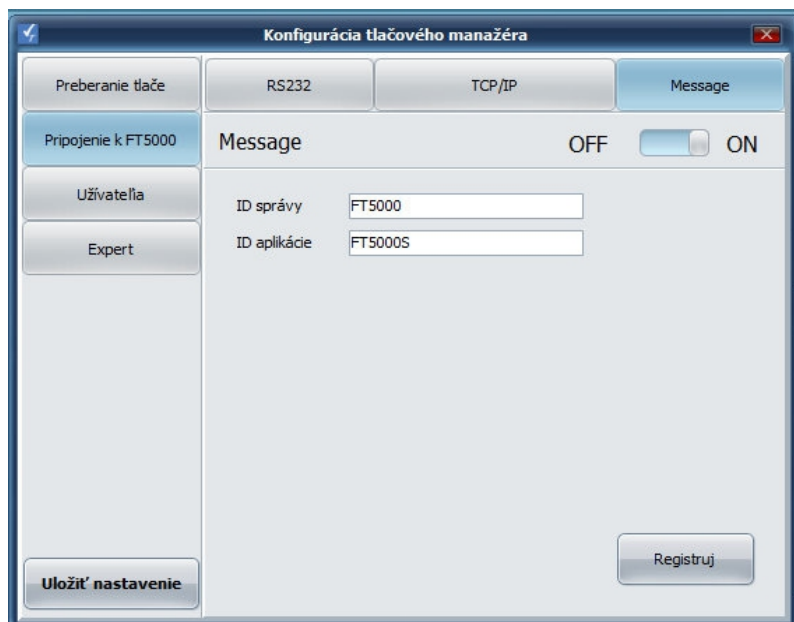 Konfigurácia tlačového manažéra
Preberanie tlače
RS232
TCP/IP
Message
Pripojenie k FT5000
Message
OFF
ON
Užívatelľia
ID správy
FT5000
ID aplikácie
FT5000S
Expert
Registruj
Uložiť nastavenie